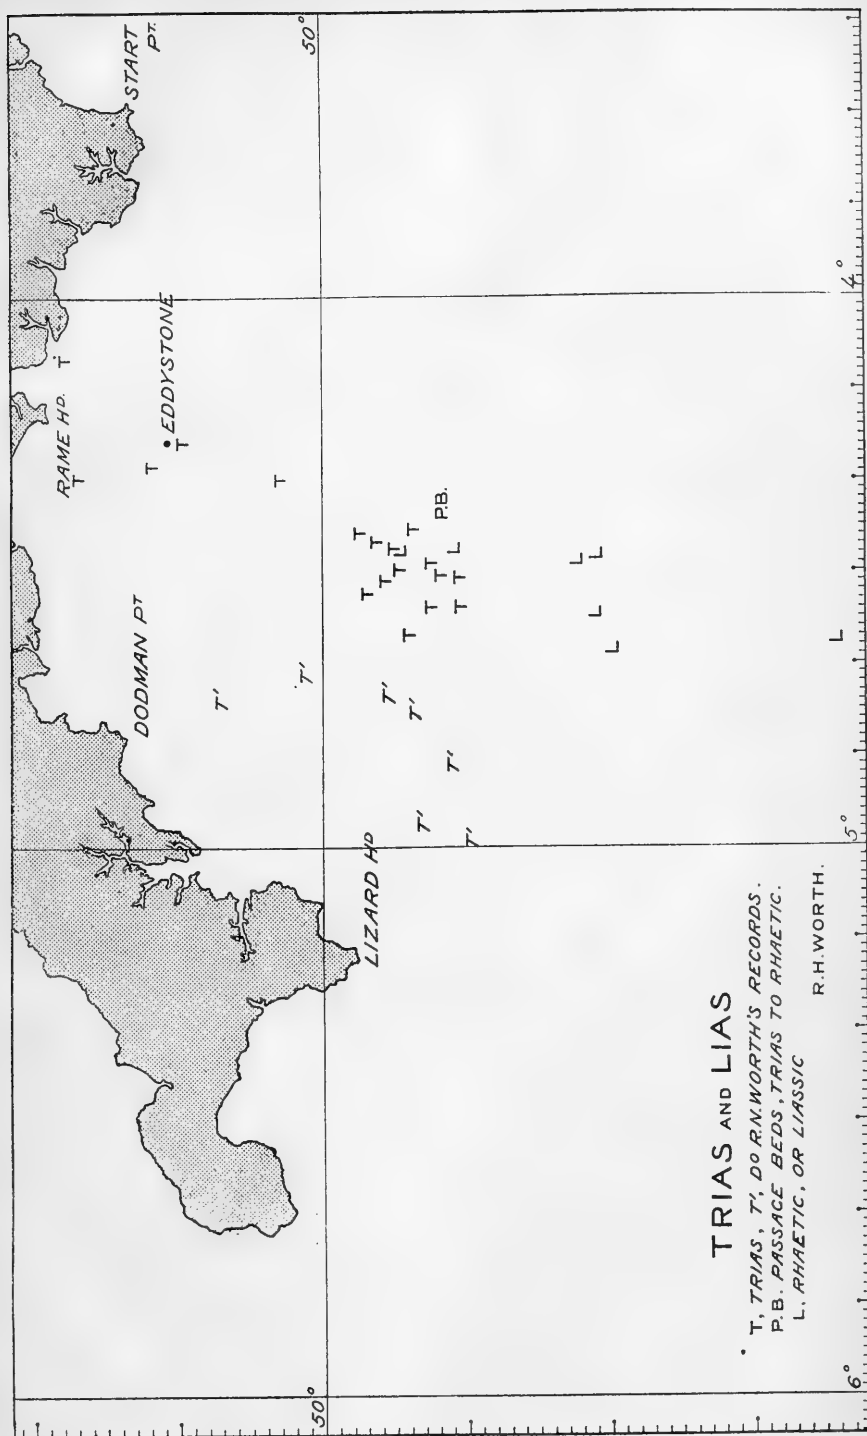 RAME HD.
T
T
START
PT.
DODMAN PT
T
EDDYSTONE
T
T'
T
T'
50°
50°
LIZARD HD
T
T
T
T
T'
T
T
L
T
T
T'
T'
T
T
P.B.
T
T'
L
T
T
T'
L
L
L
L
TRIAS AND LIAS
T, TRIAS, T', DO R.N.WORTH'S RECORDS.
P.B. PASSAGE BEDS, TRIAS TO RHAETIC.
L. RHAETIC, OR LIASSIC
R.H.WORTH.
L
6°
5°
4°